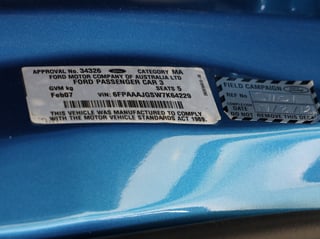 APPROVAL No. 34326 CATEGORY MA
FORD MOTOR COMPANY OF AUSTRALIA LTD
FORD PASSENGER CAR 3
GVM kg SEATS 5
Feb07 VIN: 6FPAAAJGSW7K64229
THIS VEHICLE WAS MANUFACTURED TO COMPLY
WITH THE MOTOR VEHICLE STANDARDS ACT 1989.
FIELD CAMPAIGN Ford
REF No
DO NOT REMOVE THIS DECAL